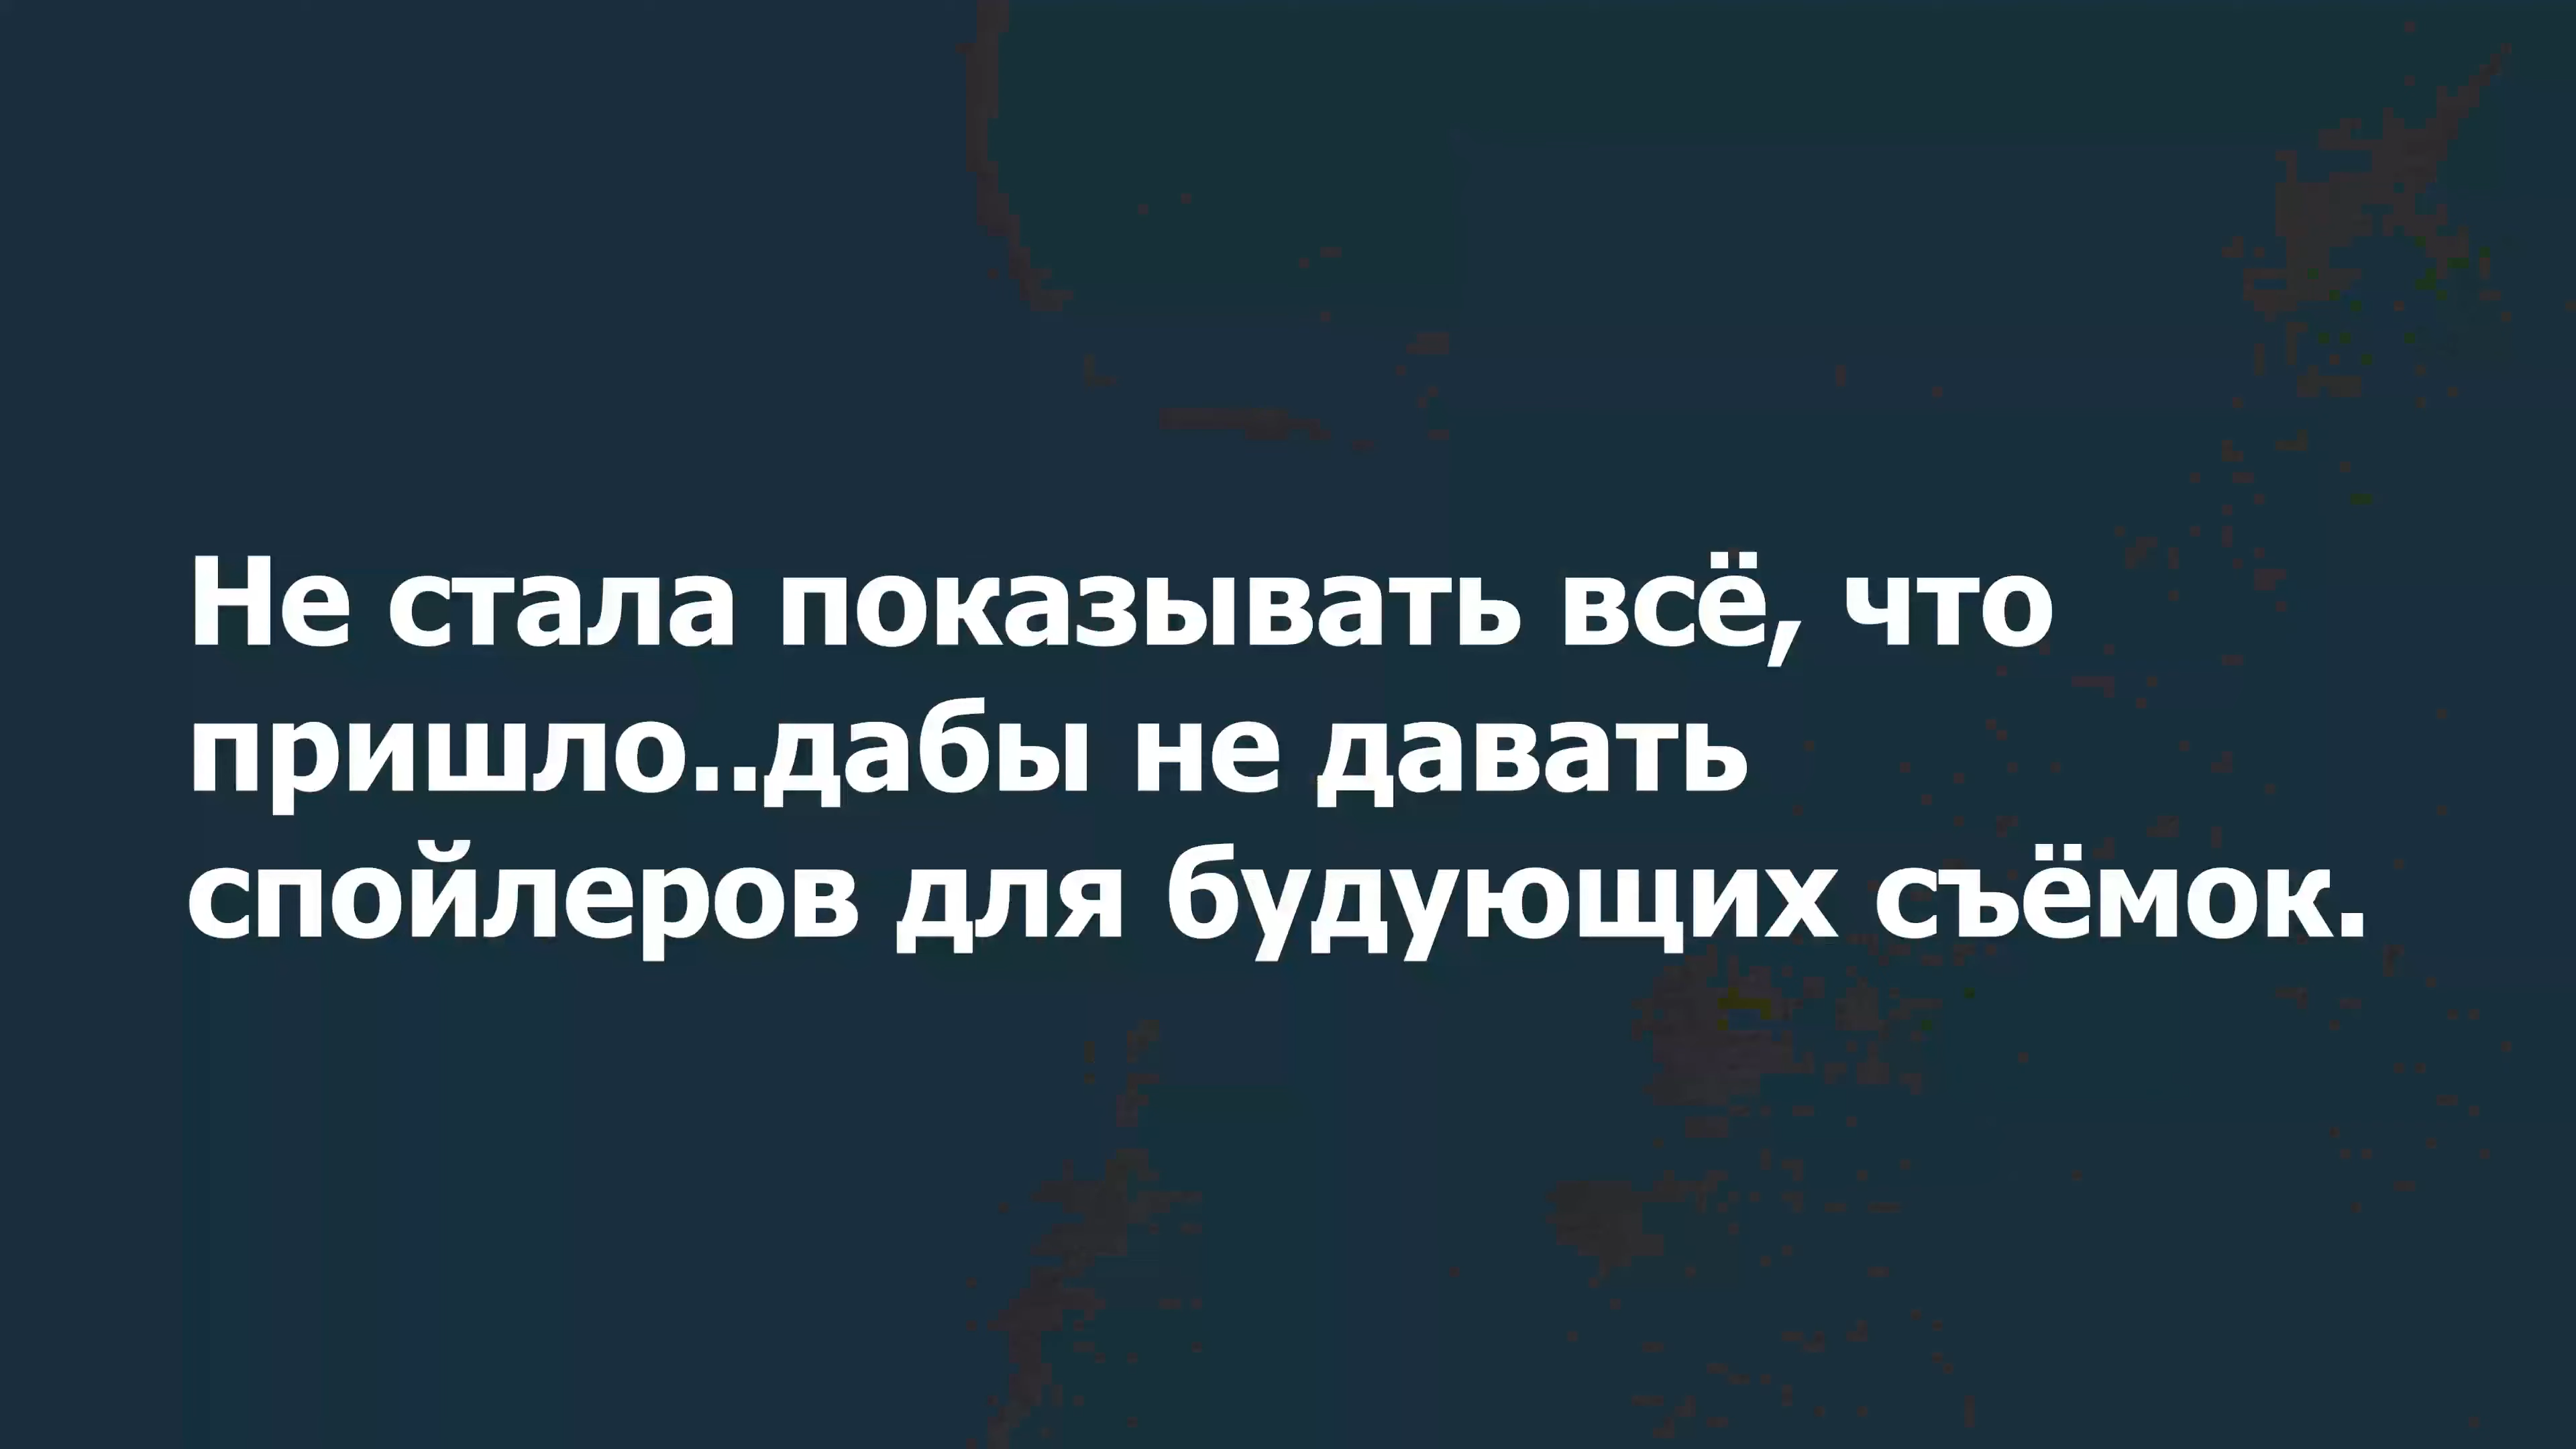 Не стала показывать всё, что
пришло..дабы не давать
спойлеров для будующих съёмок.